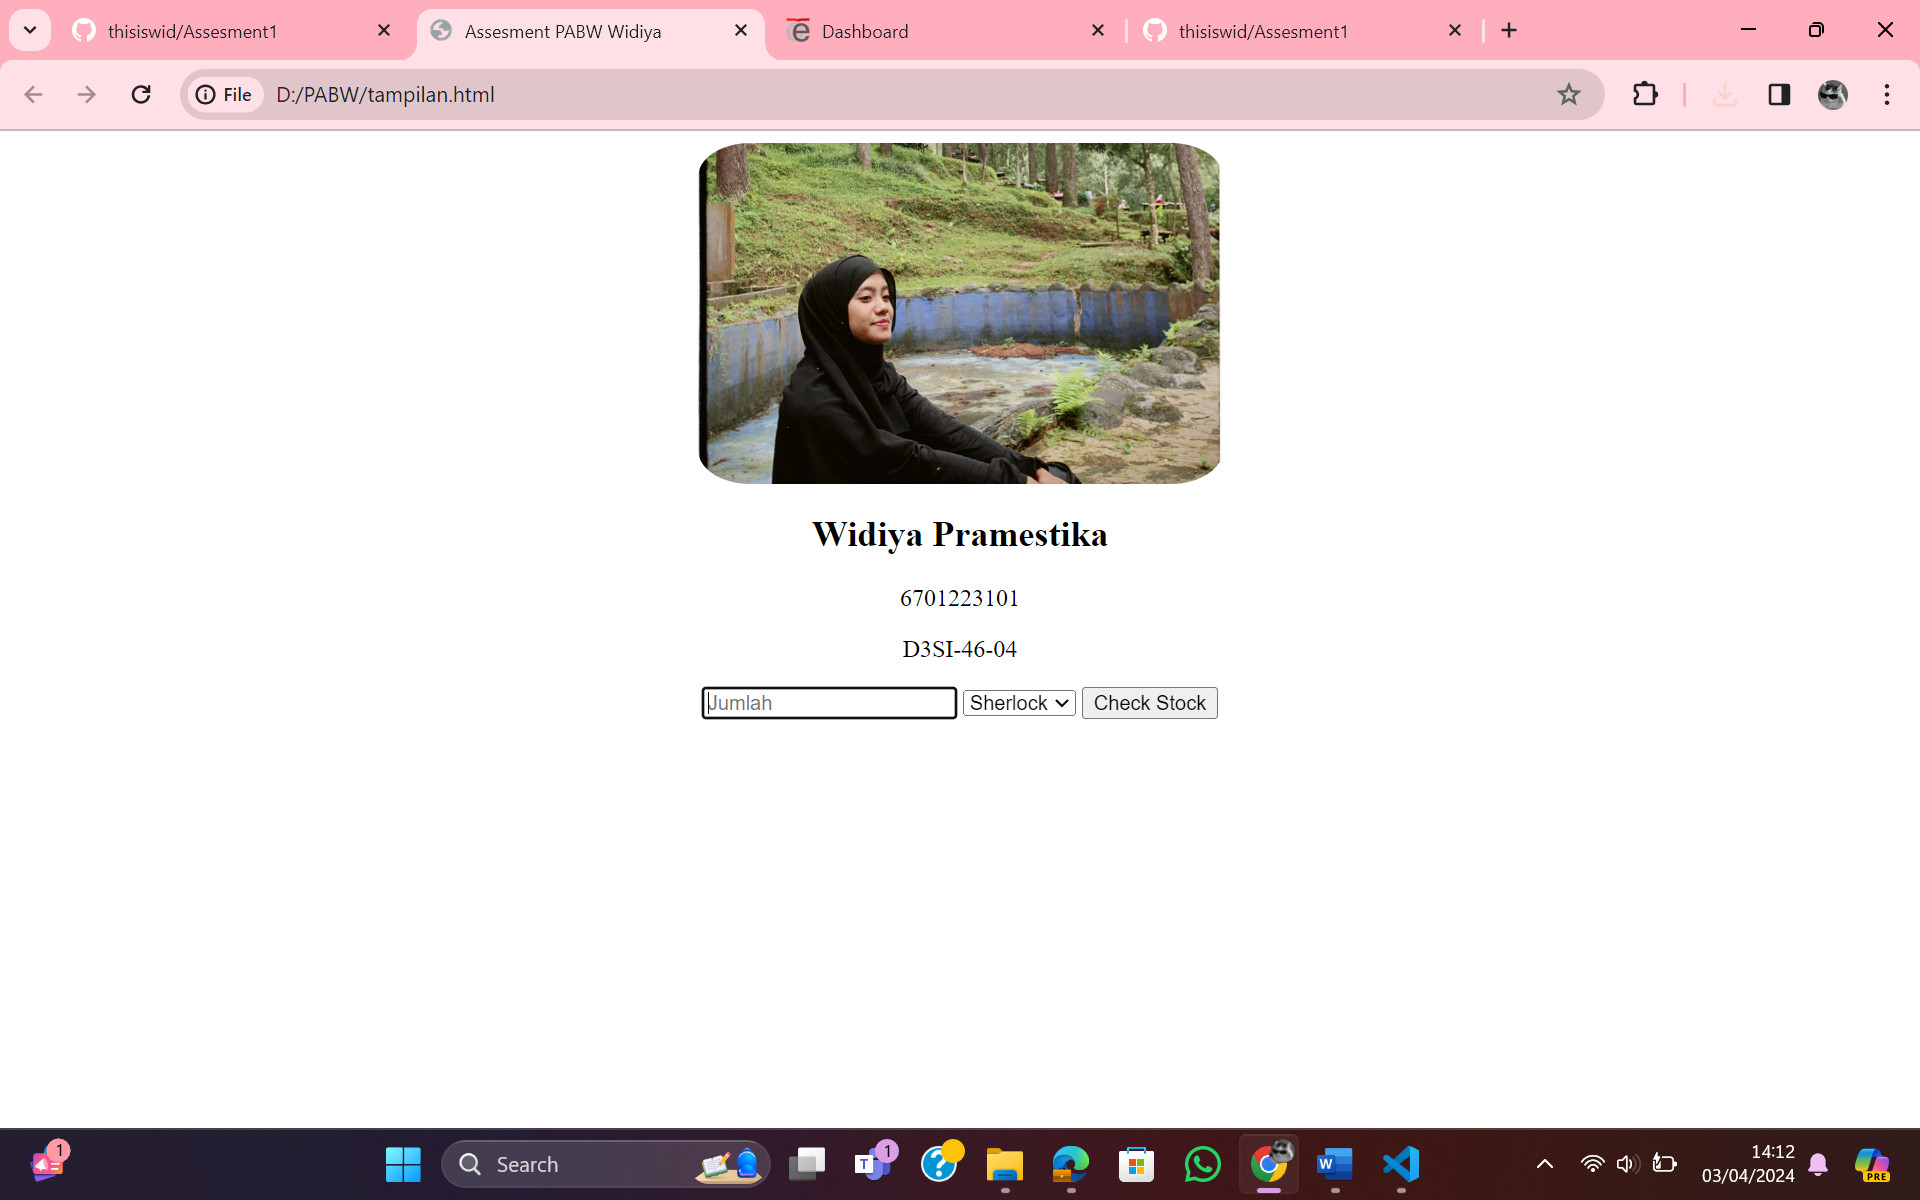 thisiswid/Assesment1
Assesment PABW Widiya
Dashboard
thisiswid/Assesment1
File
D:/PABW/tampilan.html
Widiya Pramestika
6701223101
D3SI-46-04
Jumlah Sherlock Check Stock
1
Search
T
1
?
W
14:12
03/04/2024
PRE